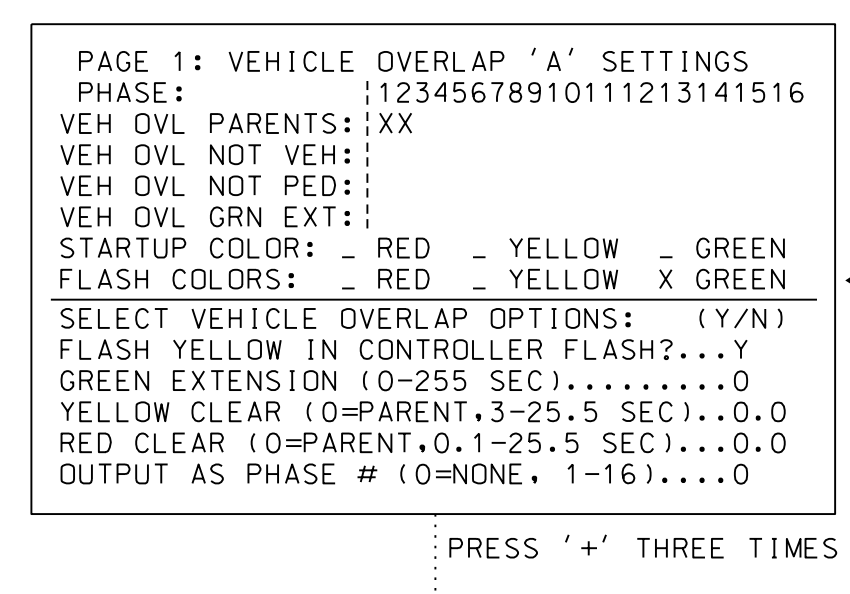 PAGE 1: VEHICLE OVERLAP 'A' SETTINGS
PHASE: ¦12345678910111213141516
VEH OVL PARENTS:¦XX
VEH OVL NOT VEH:¦
VEH OVL NOT PED:¦
VEH OVL GRN EXT:¦
STARTUP COLOR: _ RED _ YELLOW _ GREEN
FLASH COLORS: _ RED _ YELLOW X GREEN
SELECT VEHICLE OVERLAP OPTIONS: (Y/N)
FLASH YELLOW IN CONTROLLER FLASH?...Y
GREEN EXTENSION (0-255 SEC).........0
YELLOW CLEAR (0=PARENT,3-25.5 SEC)..0.0
RED CLEAR (0=PARENT,0.1-25.5 SEC)...0.0
OUTPUT AS PHASE # (0=NONE, 1-16)....0
PRESS '+' THREE TIMES